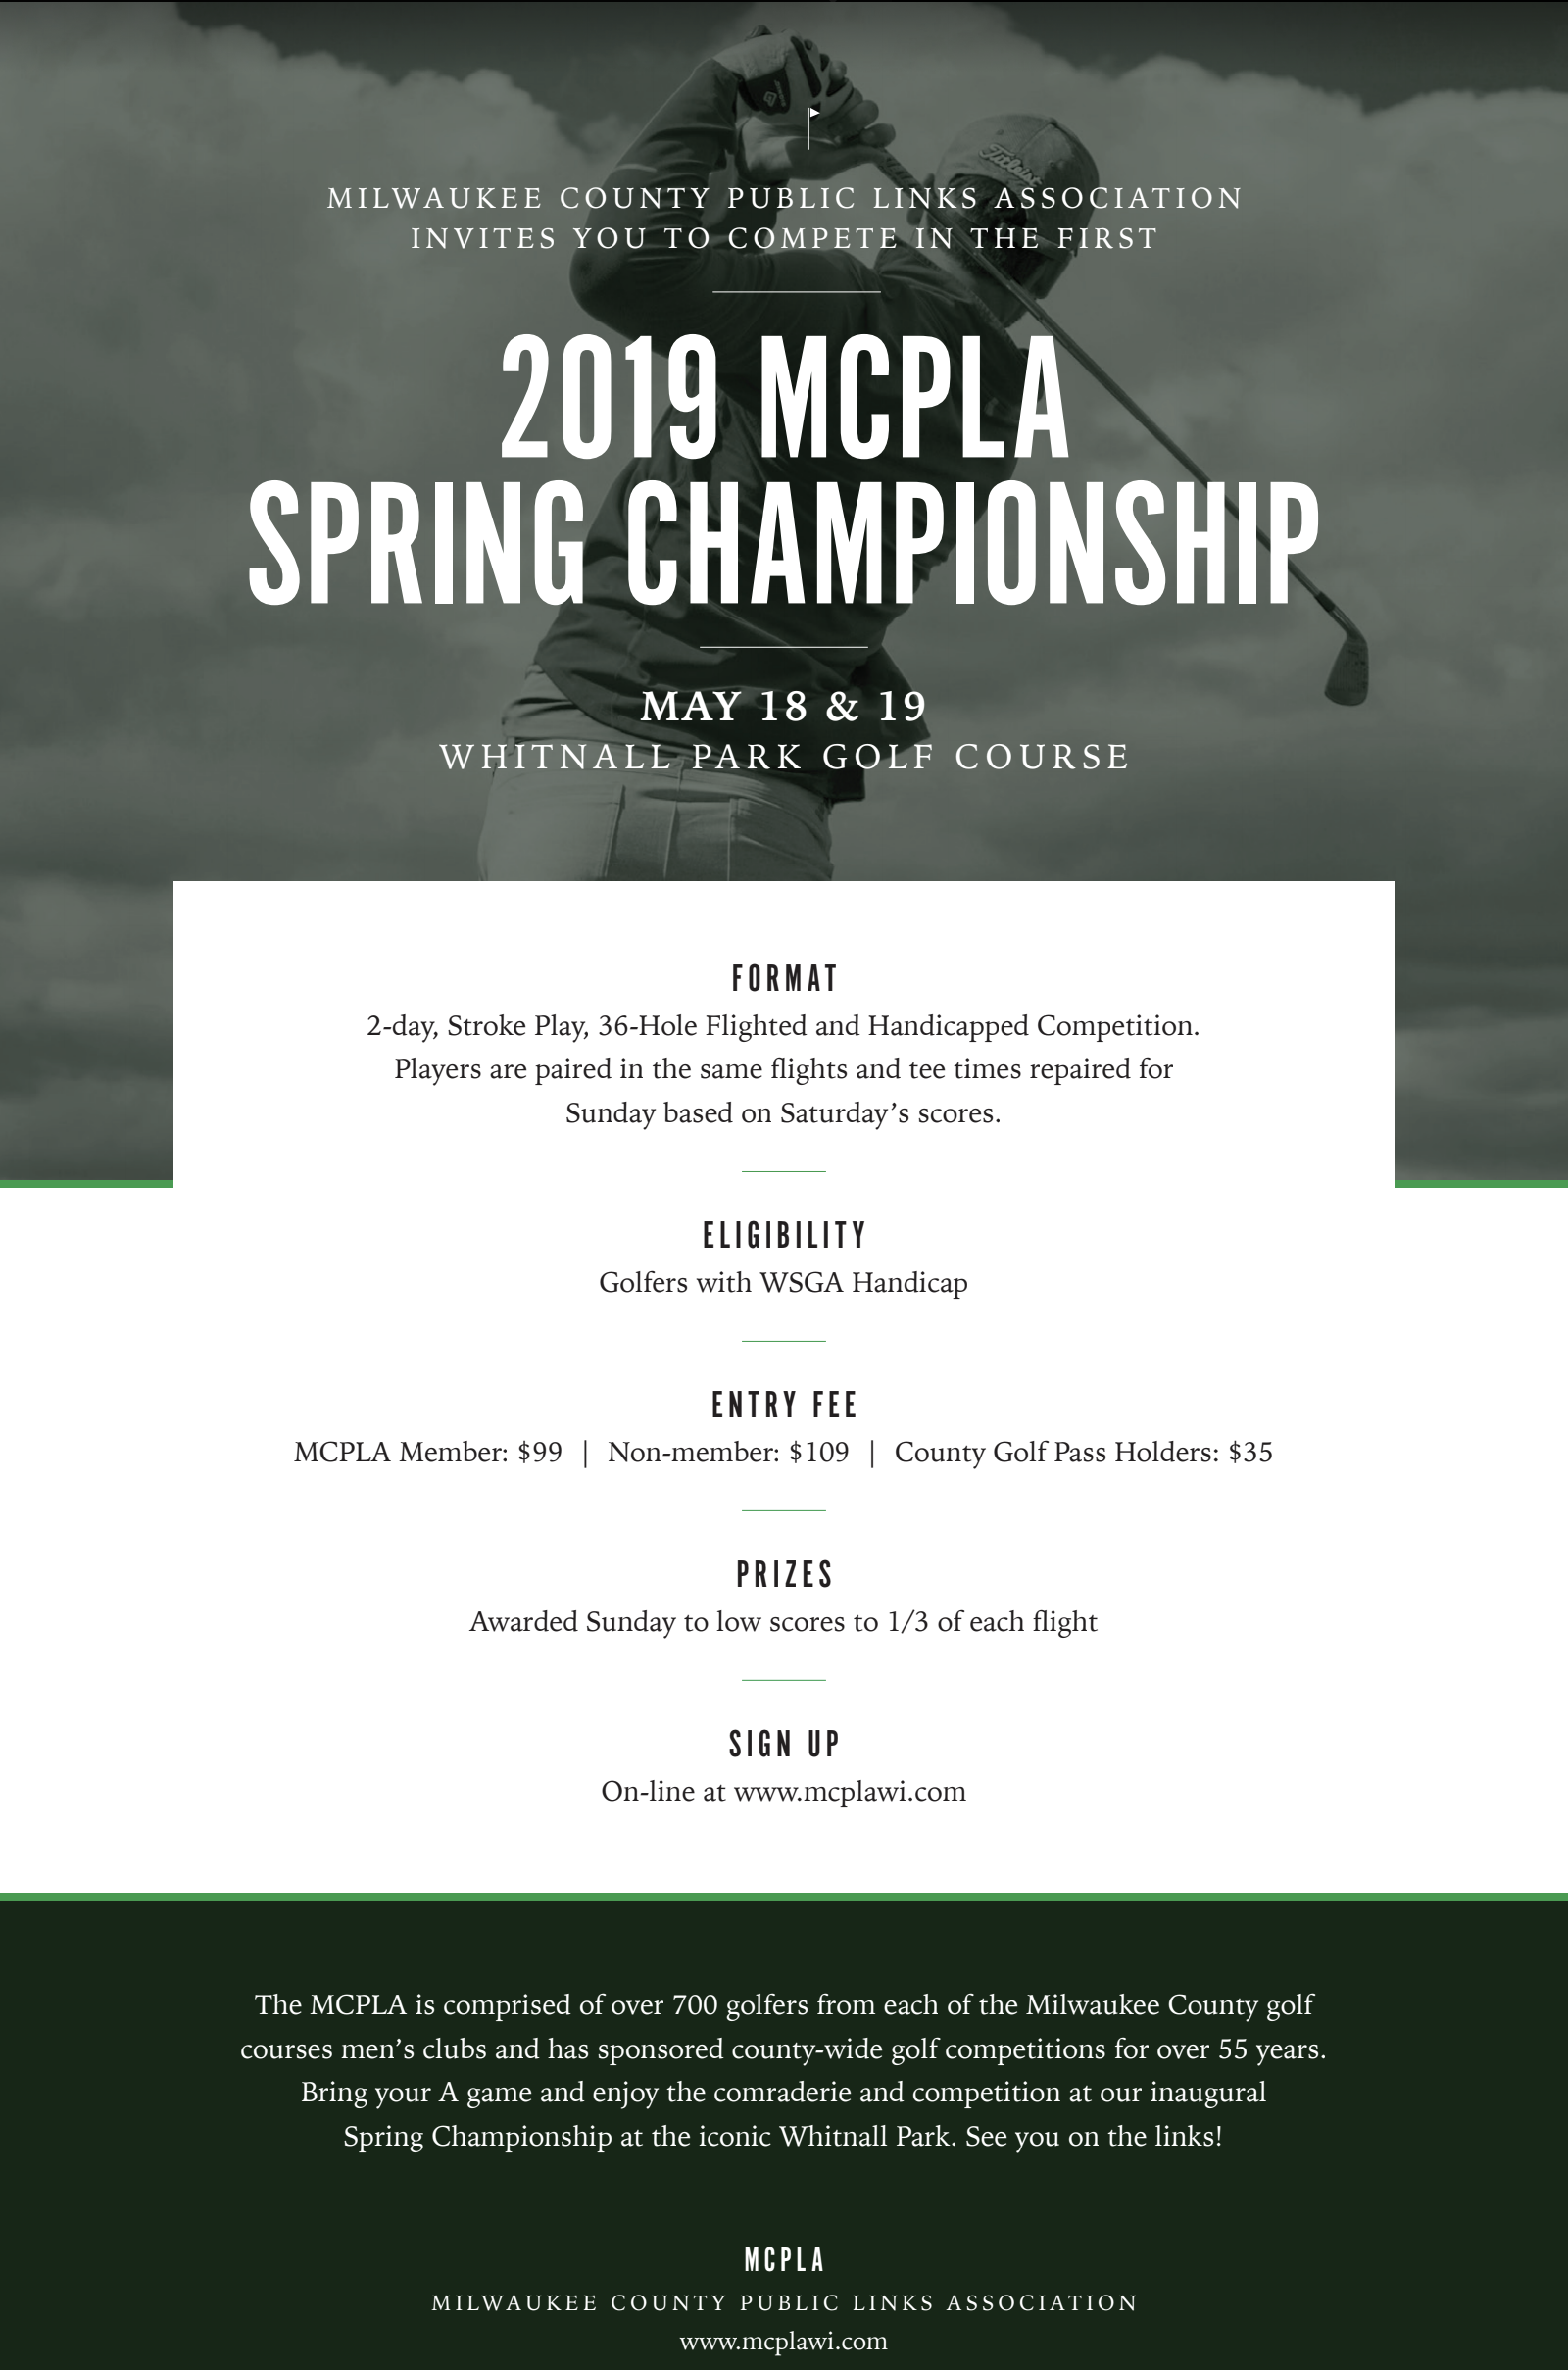 Titleist
MILWAUKEE COUNTY PUBLIC LINKS ASSOCIATION
INVITES YOU TO COMPETE IN THE FIRST
2019 MCPLA
SPRING CHAMPIONSHIP
MAY 18 & 19
WHITNALL PARK GOLF COURSE
FORMAT
2-day, Stroke Play, 36-Hole Flighted and Handicapped Competition.
Players are paired in the same flights and tee times repaired for
Sunday based on Saturday’s scores.
ELIGIBILITY
Golfers with WSGA Handicap
ENTRY FEE
MCPLA Member: $99 | Non-member: $109 | County Golf Pass Holders: $35
PRIZES
Awarded Sunday to low scores to 1/3 of each flight
SIGN UP
On-line at www.mcplawi.com
The MCPLA is comprised of over 700 golfers from each of the Milwaukee County golf
courses men’s clubs and has sponsored county-wide golf competitions for over 55 years.
Bring your A game and enjoy the comraderie and competition at our inaugural
Spring Championship at the iconic Whitnall Park. See you on the links!
MCPLA
MILWAUKEE COUNTY PUBLIC LINKS ASSOCIATION
www.mcplawi.com